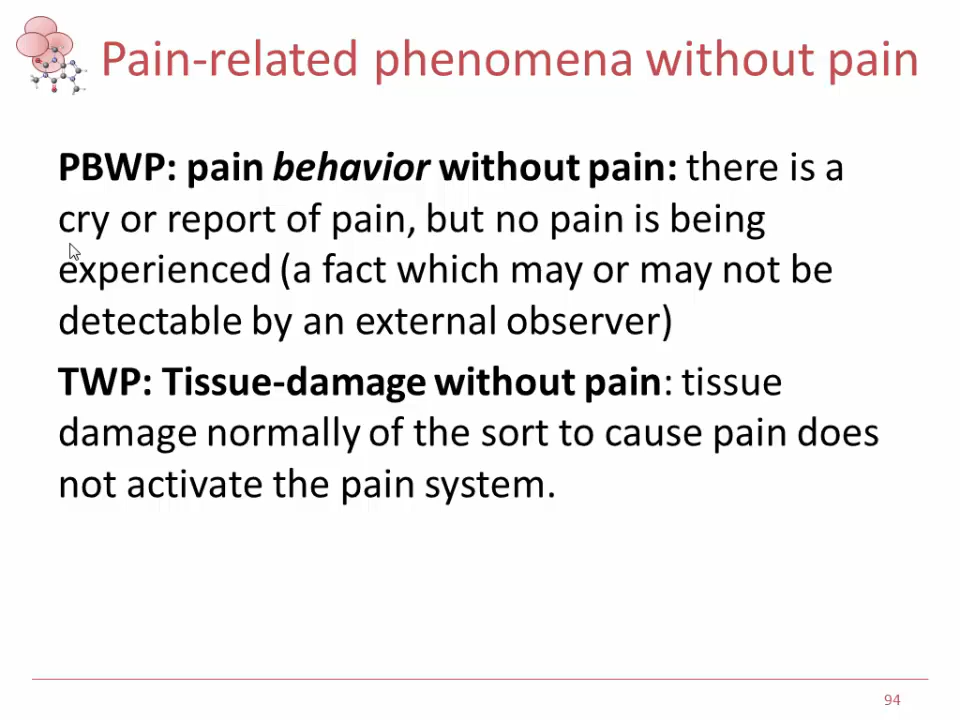 Pain-related phenomena without pain
PBWP: pain behavior without pain: there is a
cry or report of pain, but no pain is being
experienced (a fact which may or may not be
detectable by an external observer)
TWP: Tissue-damage without pain: tissue
damage normally of the sort to cause pain does
not activate the pain system.
94